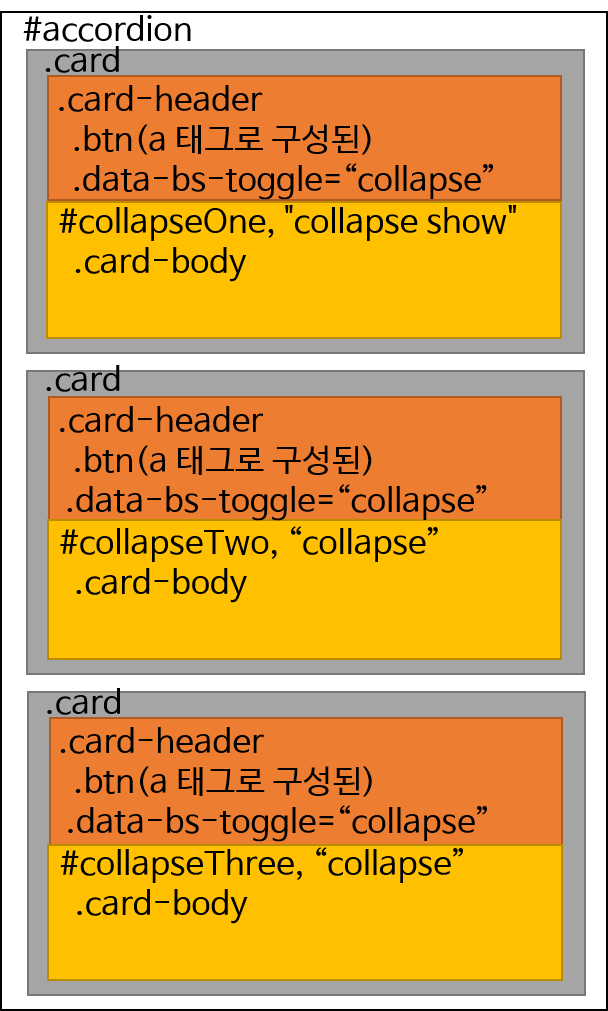 #accordion
.card
.card-header
.btn(a 태그로 구성된)
.data-bs-toggle=“collapse”
#collapseOne, "collapse show"
.card-body
.card
.card-header
.btn(a 태그로 구성된)
.data-bs-toggle=“collapse”
#collapseTwo, “collapse”
.card-body
.card
.card-header
.btn(a 태그로 구성된)
.data-bs-toggle=“collapse”
#collapseThree, “collapse”
.card-body